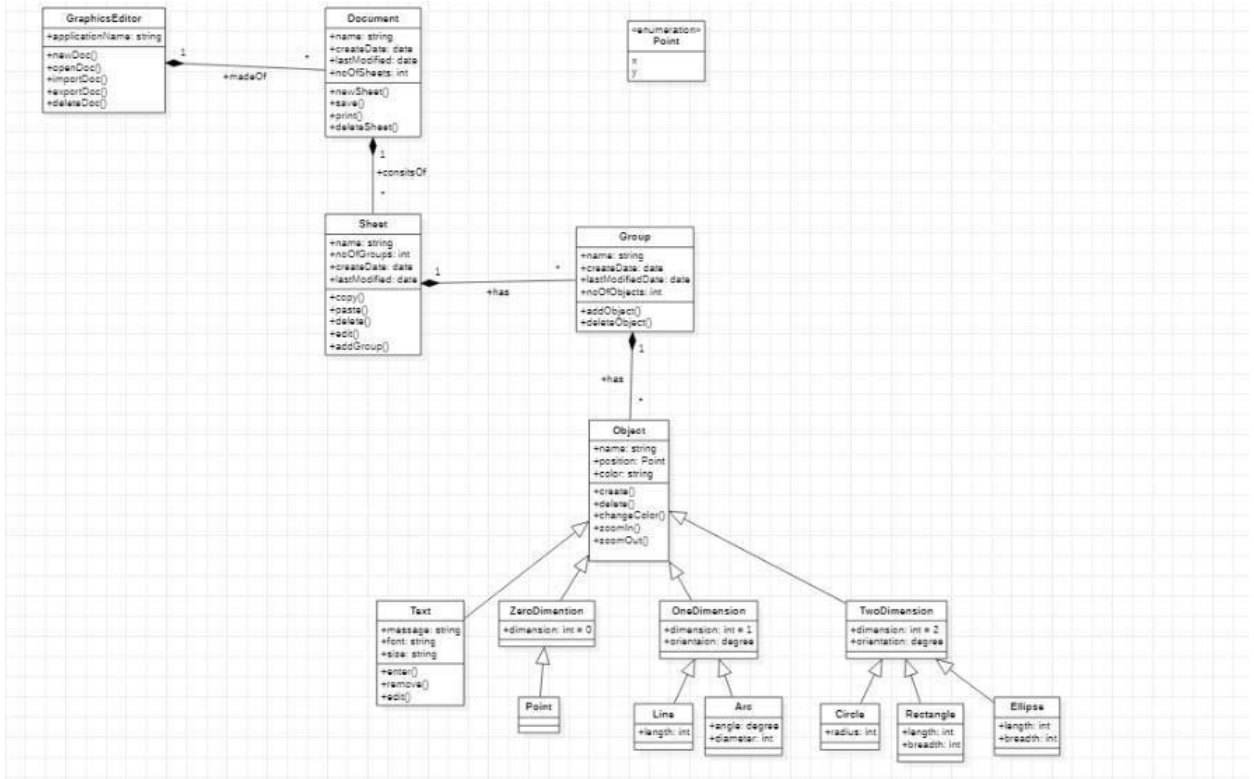 GraphicsEditor
+applicationName: string
+newDoc()
+openDoc()
+importDoc()
+exportDoc()
+deleteDoc()
1
*
+madeOf
Document
+name: string
+createDate: date
+lastModified: date
+noOfSheets: int
+newSheet()
+save()
+print()
+deleteSheet()
«enumeration»
Point
x
y
1
+consitsOf
*
Sheet
+name: string
+noOfGroups: int
+createDate: date
+lastModified: date
+copy()
+paste()
+delete()
+edit()
+addGroup()
1
*
+has
Group
+name: string
+createDate: date
+lastModifiedDate: date
+noOfObjects: int
+addObject()
+deleteObject()
1
+has
*
Object
+name: string
+position: Point
+color: string
+create()
+delete()
+changeColor()
+zoomIn()
+zoomOut()
Text
+message: string
+font: string
+size: string
+enter()
+remove()
+edit()
ZeroDimention
+dimension: int = 0
OneDimension
+dimension: int = 1
+orientaion: degree
TwoDimension
+dimension: int = 2
+orientation: degree
Point
Line
+length: int
Arc
+angle: degree
+diameter: int
Circle
+radius: int
Rectangle
+length: int
+breadth: int
Ellipse
+length: int
+breadth: int